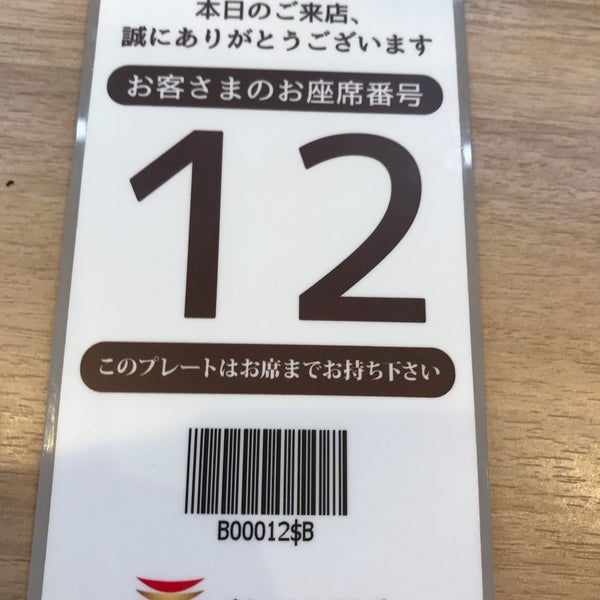 本日のご来店、
誠にありがとうございます
お客さまのお座席番号
12
このプレートはお席までお持ち下さい
B00012$B